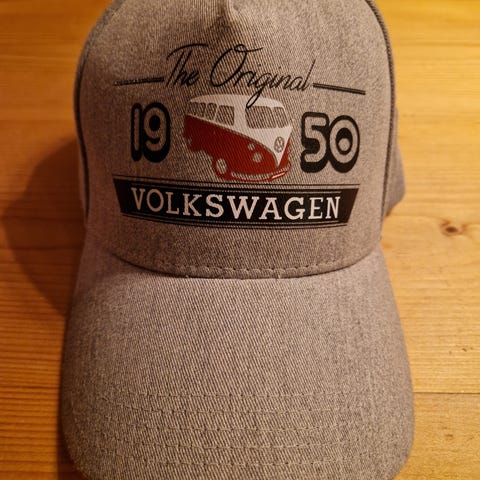 The Original
19 50
VOLKSWAGEN